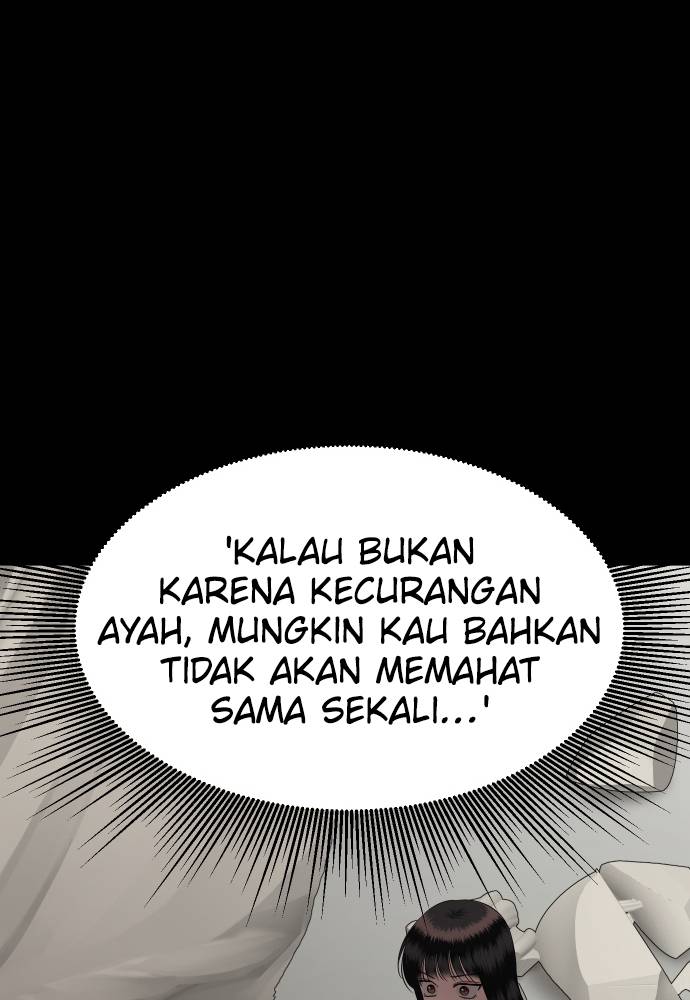 'KALAU BUKAN
KARENA KECURANGAN
AYAH, MUNGKIN KAU BAHKAN
TIDAK AKAN MEMAHAT
SAMA SEKALI...'